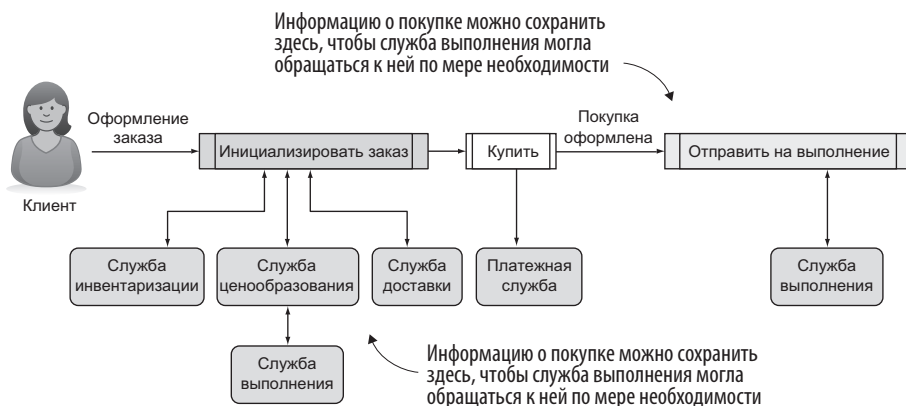 Информацию о покупке можно сохранить
здесь, чтобы служба выполнения могла
обращаться к ней по мере необходимости
Оформление
заказа
Покупка
оформлена
Инициализировать заказ
Купить
Отправить на выполнение
Клиент
Служба
инвентаризации
Служба
ценообразования
Служба
доставки
Платежная
служба
Служба
выполнения
Служба
выполнения
Информацию о покупке можно сохранить
здесь, чтобы служба выполнения могла
обращаться к ней по мере необходимости